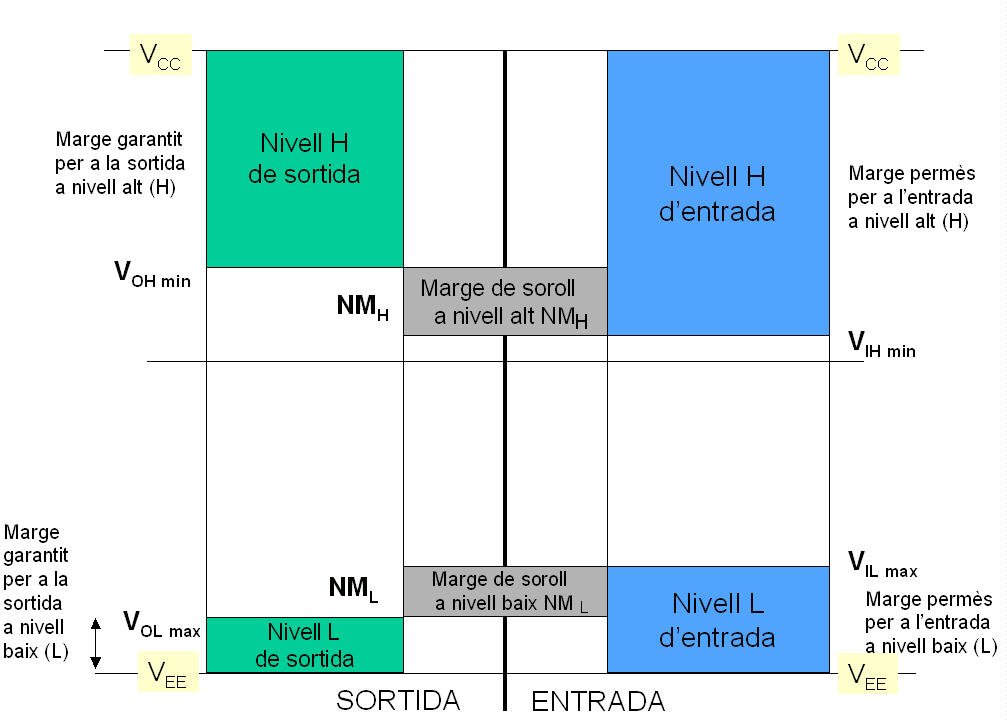 VCC
VCC
Marge garantit
per a la sortida
a nivell alt (H)
Nivell H
de sortida
Nivell H
d'entrada
Marge permès
per a l'entrada
a nivell alt (H)
VOH min
NMH
Marge de soroll
a nivell alt NMH
VIH min
Marge
garantit
per a la
sortida
a nivell
baix (L)
NML
Marge de soroll
a nivell baix NM L
VIL max
VOL max
Nivell L
de sortida
Nivell L
d'entrada
Marge permès
per a l'entrada
a nivell baix (L)
VEE
VEE
SORTIDA
ENTRADA